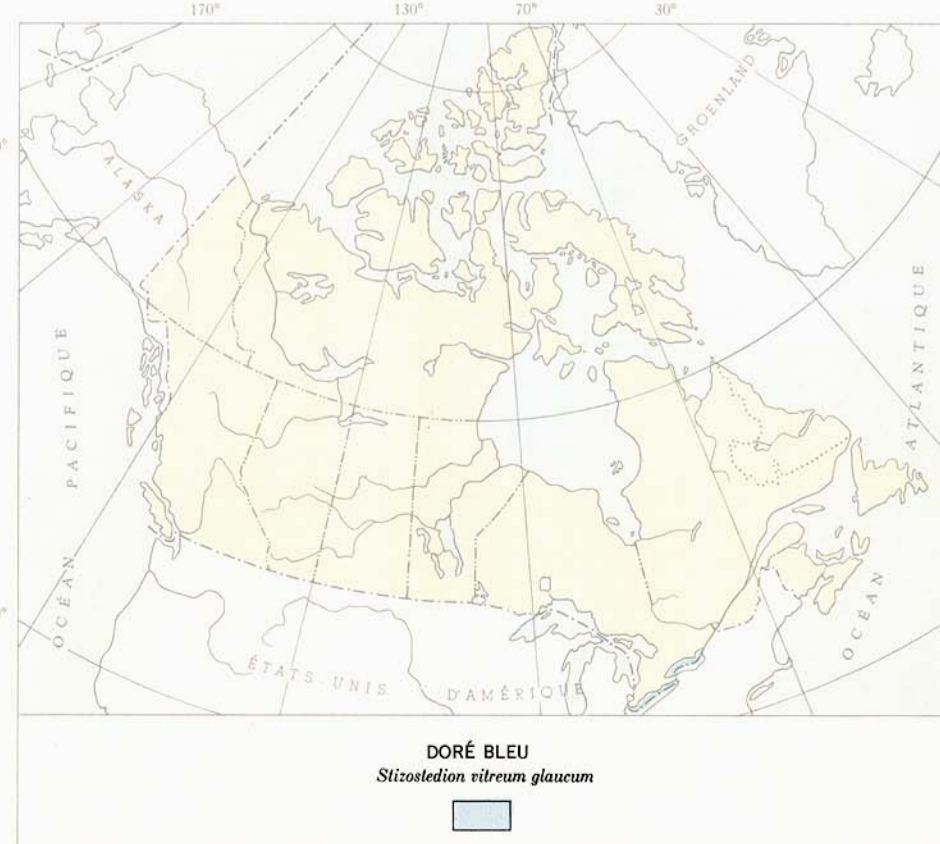 170° 130° 70° 30°
GROENLAND
ALASKA
OCÉAN PACIFIQUE
OCÉAN ATLANTIQUE
ÉTATS-UNIS D'AMÉRIQUE
DORÉ BLEU
Stizostedion vitreum glaucum